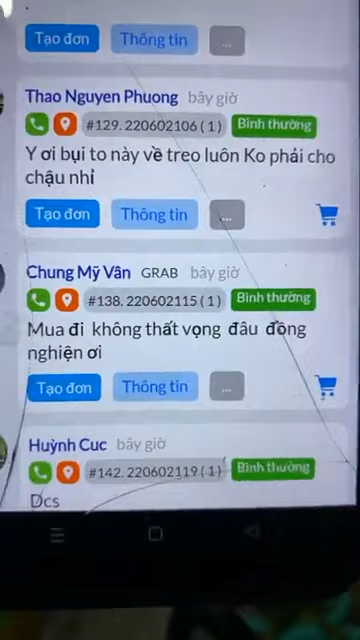 Tạo đơn Thông tin ...
Thao Nguyen Phuong bây giờ
#129. 220602106 ( 1 ) Bình thường
Y ơi bụi to này về treo luôn Ko phải cho
chậu nhỉ
Tạo đơn Thông tin ...
Chung Mỹ Vân GRAB bây giờ
#138. 220602115 ( 1 ) Bình thường
Mua đi không thất vọng đâu đồng
nghiện ơi
Tạo đơn Thông tin ...
Huỳnh Cuc bây giờ
#142. 220602119 ( 1 ) Bình thường
Dcs